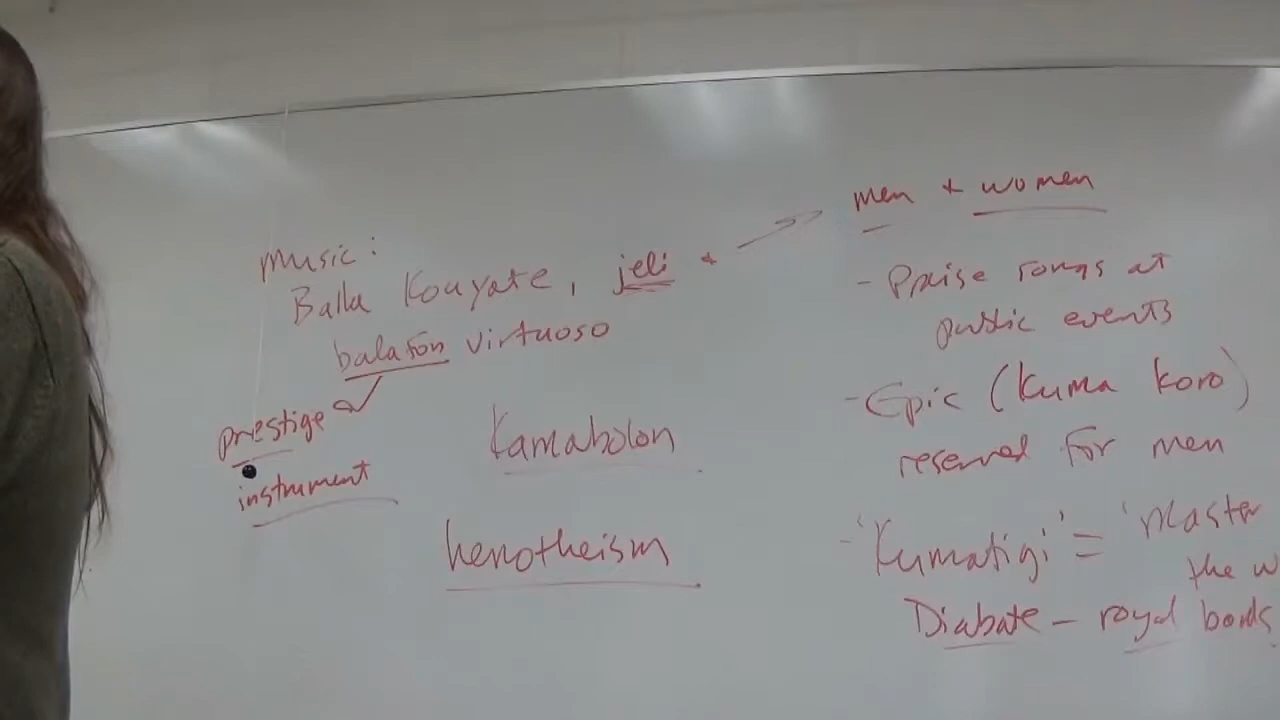 music:
Balla Kouyate, jeli *
balafon virtuoso
prestige
instrument
Kamabolon
henotheism
men + women
- Praise songs at
public events
- Epic (Kuma Koro)
reserved for men
- 'Kumatigi' = 'Master
the w
Diabate - royal bards